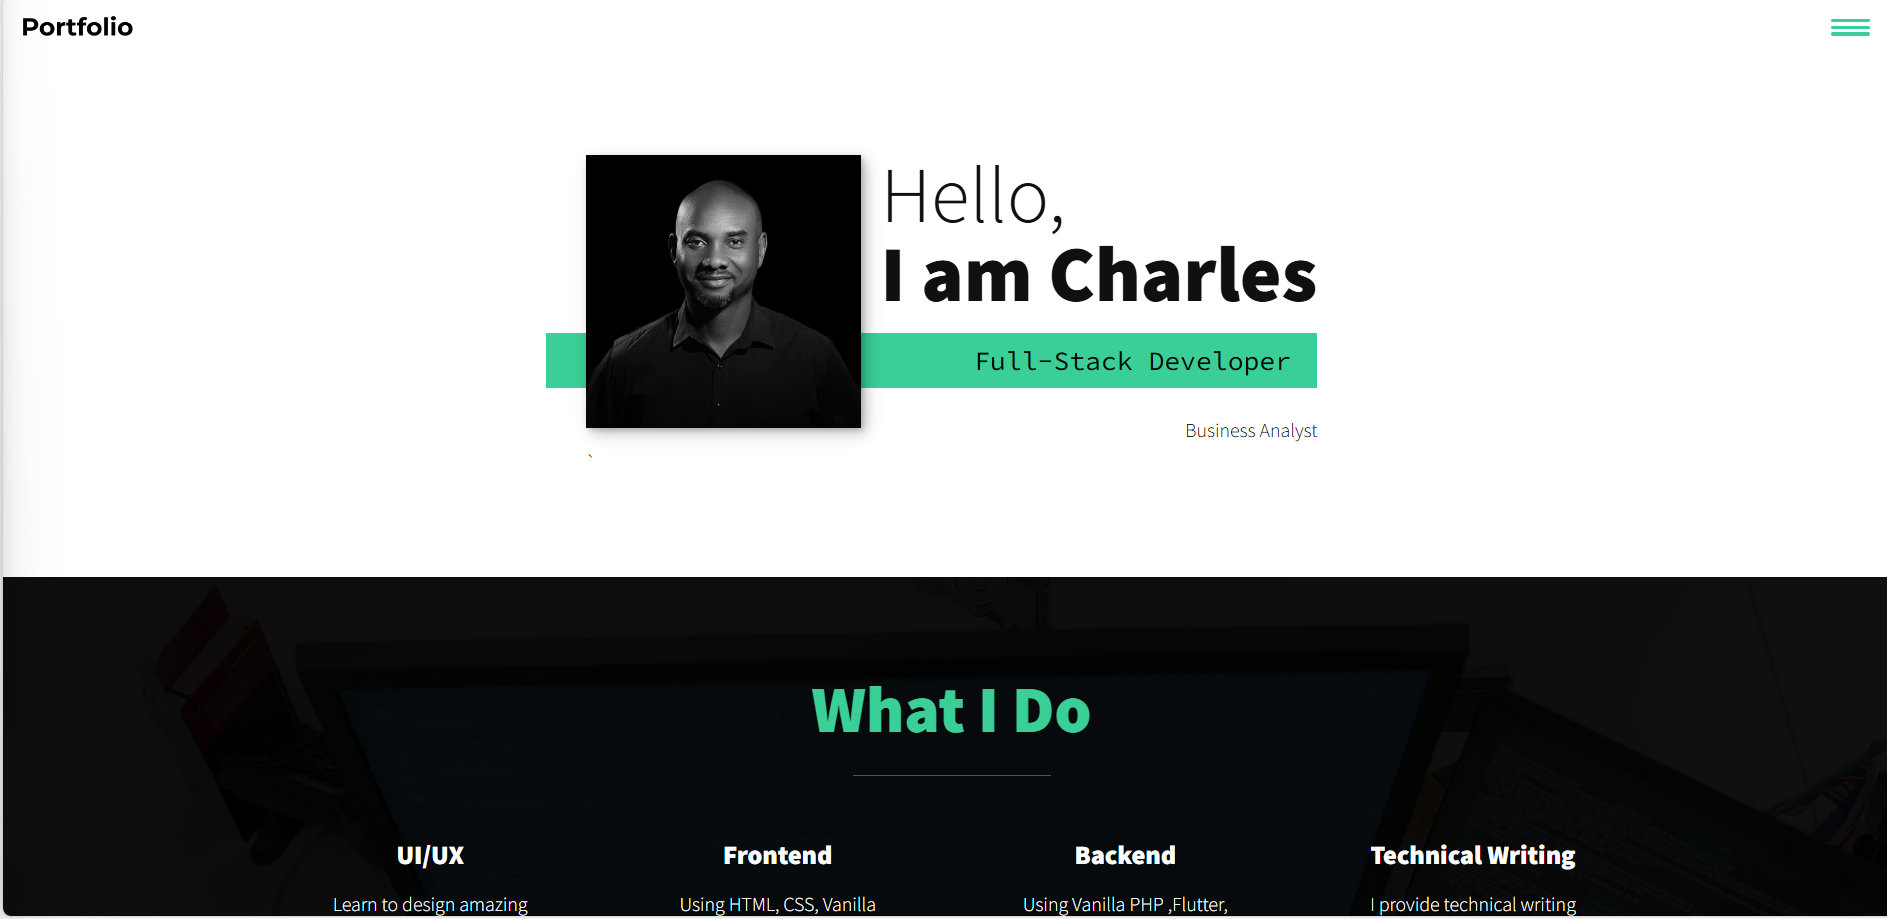 Portfolio
Hello,
I am Charles
Full-Stack Developer
Business Analyst
`
What I Do
UI/UX
Frontend
Backend
Technical Writing
Learn to design amazing
Using HTML, CSS, Vanilla
Using Vanilla PHP ,Flutter,
I provide technical writing